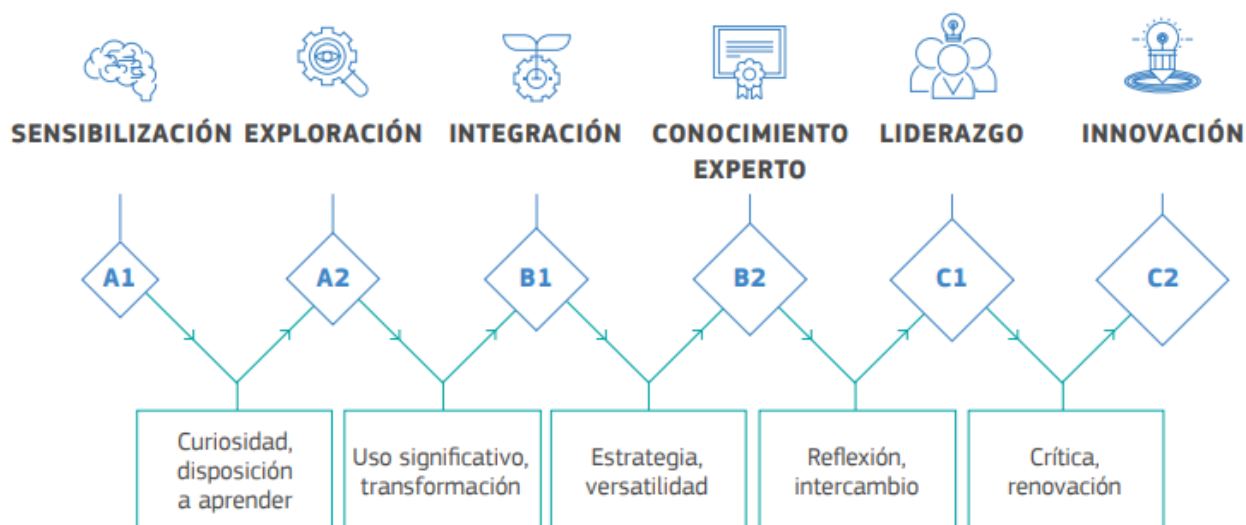 SENSIBILIZACIÓN
EXPLORACIÓN
INTEGRACIÓN
CONOCIMIENTO
EXPERTO
LIDERAZGO
INNOVACIÓN
A1
A2
B1
B2
C1
C2
Curiosidad,
disposición
a aprender
Uso significativo,
transformación
Estrategia,
versatilidad
Reflexión,
intercambio
Crítica,
renovación